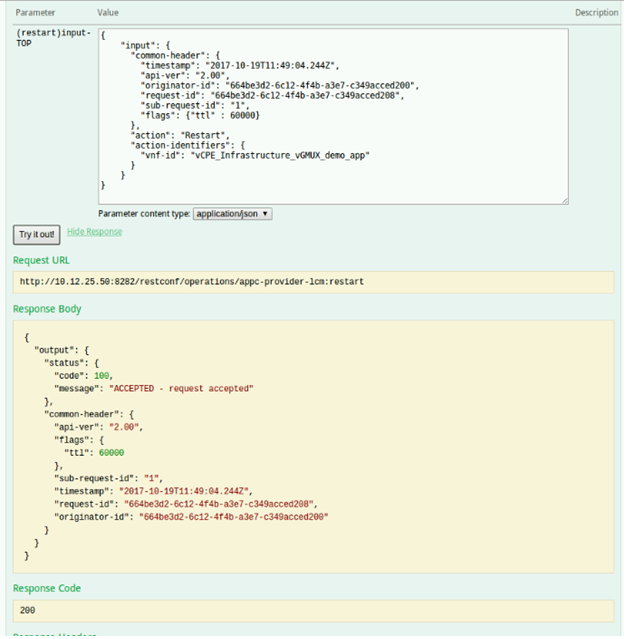 Parameter Value Description
(restart)input-TOP
{
"input": {
"common-header": {
"timestamp": "2017-10-19T11:49:04.244Z",
"api-ver": "2.00",
"originator-id": "664be3d2-6c12-4f4b-a3e7-c349acced200",
"request-id": "664be3d2-6c12-4f4b-a3e7-c349acced208",
"sub-request-id": "1",
"flags": {"ttl" : 60000}
},
"action": "Restart",
"action-identifiers": {
"vnf-id": "vCPE_Infrastructure_vGMUX_demo_app"
}
}
}
Parameter content type: application/json
Try it out! Hide Response
Request URL
http://10.12.25.50:8282/restconf/operations/appc-provider-lcm:restart
Response Body
{
"output": {
"status": {
"code": 100,
"message": "ACCEPTED - request accepted"
},
"common-header": {
"api-ver": "2.00",
"flags": {
"ttl": 60000
},
"sub-request-id": "1",
"timestamp": "2017-10-19T11:49:04.244Z",
"request-id": "664be3d2-6c12-4f4b-a3e7-c349acced208",
"originator-id": "664be3d2-6c12-4f4b-a3e7-c349acced200"
}
}
}
Response Code
200
Response Headers